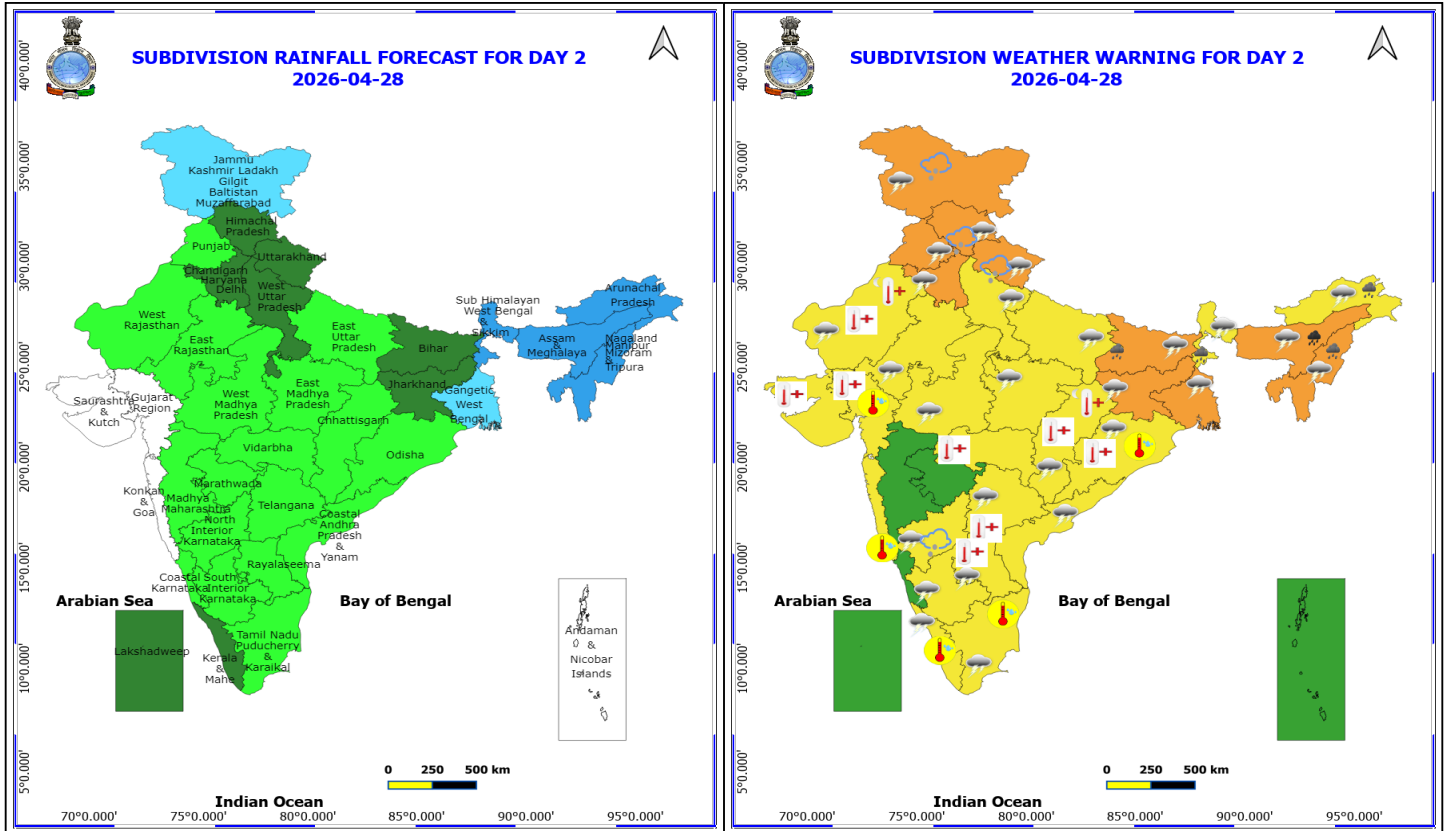 SUBDIVISION RAINFALL FORECAST FOR DAY 2
2026-04-28
40°0.000'
35°0.000'
30°0.000'
25°0.000'
20°0.000'
15°0.000'
10°0.000'
5°0.000'
Jammu
Kashmir Ladakh
Gilgit
Baltistan
Muzaffarabad
Himachal
Pradesh
Punjab
Uttarakhand
Chandigarh
Haryana
Delhi
West
Uttar
Pradesh
Arunachal
Pradesh
Sub Himalayan
West Bengal
&
Sikkim
West
Rajasthan
East
Rajasthan
East
Uttar
Pradesh
Bihar
Assam
&
Meghalaya
Nagaland
Manipur
Mizoram
&
Tripura
Jharkhand
Gangetic
West
Bengal
Saurashtra
&
Kutch
Gujarat
Region
West
Madhya
Pradesh
East
Madhya
Pradesh
Chhattisgarh
Vidarbha
Odisha
Konkan
&
Goa
Marathwada
Madhya
Maharashtra
Telangana
North
Interior
Karnataka
Coastal
Andhra
Pradesh
&
Yanam
Rayalaseema
Coastal
Karnataka
South
Interior
Karnataka
Arabian Sea
Bay of Bengal
Lakshadweep
Kerala
&
Mahe
Tamil Nadu
Puducherry
&
Karaikal
Andaman
&
Nicobar
Islands
0 250 500 km
Indian Ocean
70°0.000' 75°0.000' 80°0.000' 85°0.000' 90°0.000' 95°0.000'
SUBDIVISION WEATHER WARNING FOR DAY 2
2026-04-28
40°0.000'
35°0.000'
30°0.000'
25°0.000'
20°0.000'
15°0.000'
10°0.000'
5°0.000'
Arabian Sea
Bay of Bengal
0 250 500 km
Indian Ocean
70°0.000' 75°0.000' 80°0.000' 85°0.000' 90°0.000' 95°0.000'